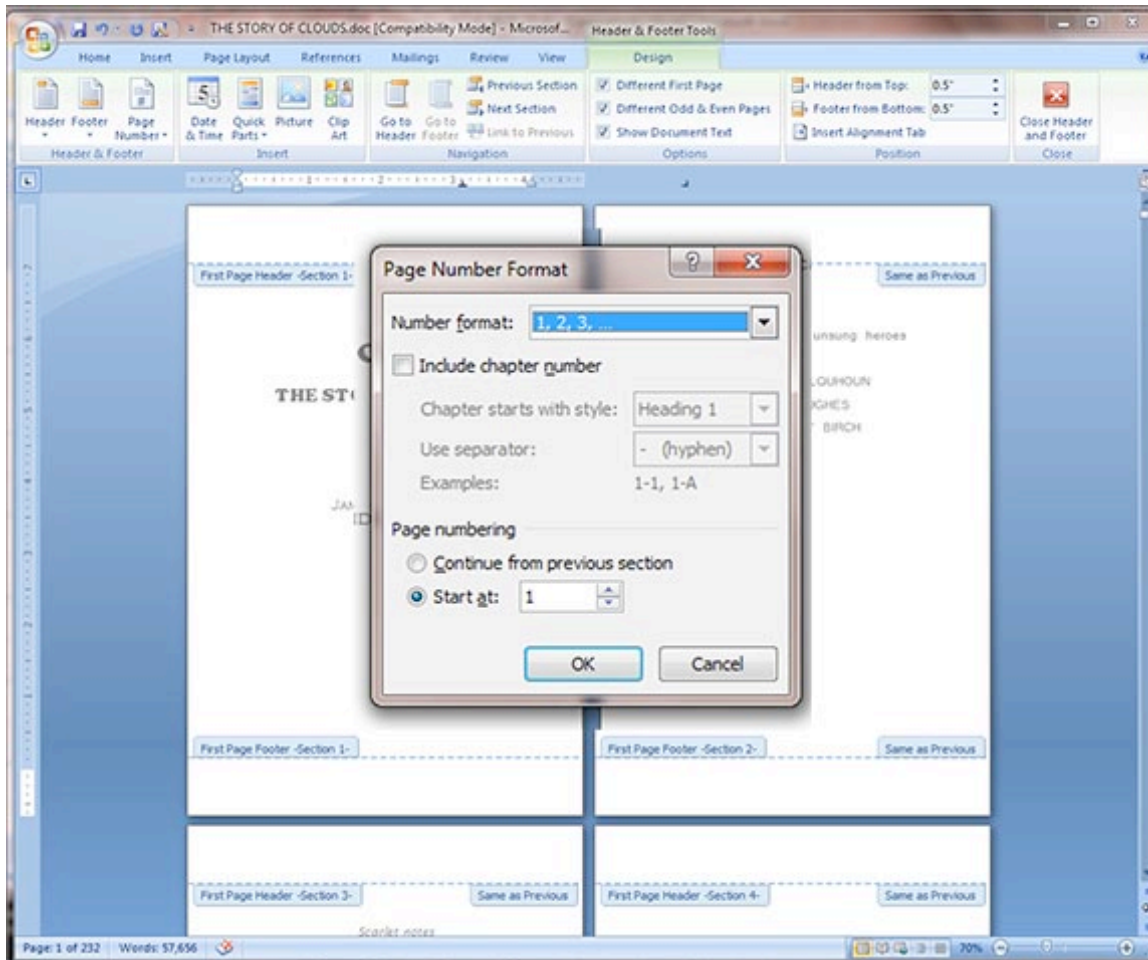 THE STORY OF CLOUDS.doc [Compatibility Mode] - Microsof... Header & Footer Tools
Home Insert Page Layout References Mailings Review View Design
Header Footer Page Number
Date & Time Quick Parts Picture Clip Art
Go to Header Go to Footer
Previous Section
Next Section
Link to Previous
Different First Page
Different Odd & Even Pages
Show Document Text
Header from Top: 0.5"
Footer from Bottom: 0.5"
Insert Alignment Tab
Close Header and Footer
Header & Footer Insert Navigation Options Position Close
First Page Header -Section 1-
Same as Previous
Page Number Format
Number format: 1, 2, 3, ...
Include chapter number
Chapter starts with style: Heading 1
Use separator: - (hyphen)
Examples: 1-1, 1-A
Page numbering
Continue from previous section
Start at: 1
OK Cancel
THE STO
JAN
unsung heroes
OUHOUN
GHES
BIRCH
First Page Footer -Section 1-
First Page Footer -Section 2- Same as Previous
First Page Header -Section 3- Same as Previous
First Page Header -Section 4- Same as Previous
Scarlet notes
Page: 1 of 232 Words: 57,656 70%